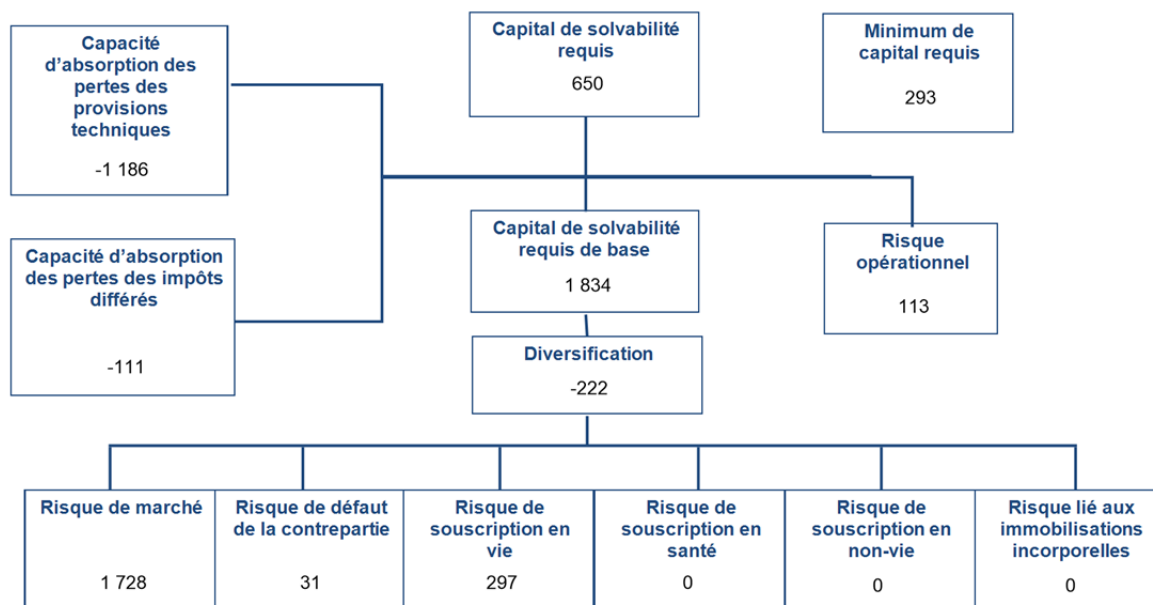 Capacité
d’absorption des
pertes des
provisions
techniques
-1 186
Capital de solvabilité
requis
650
Minimum de
capital requis
293
Capacité d’absorption
des pertes des impôts
différés
-111
Capital de solvabilité
requis de base
1 834
Risque
opérationnel
113
Diversification
-222
Risque de marché
1 728
Risque de défaut
de la contrepartie
31
Risque de
souscription en
vie
297
Risque de
souscription en
santé
0
Risque de
souscription en
non-vie
0
Risque lié aux
immobilisations
incorporelles
0